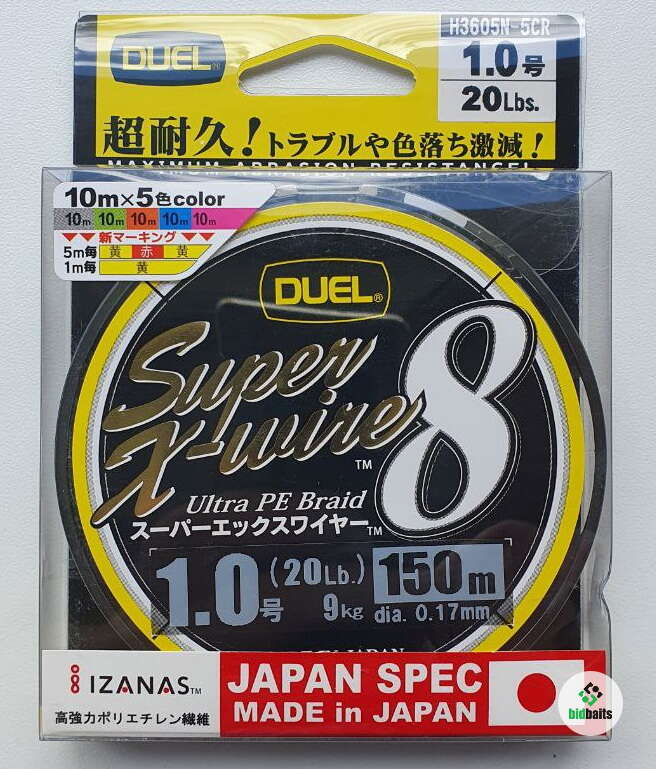 DUEL®
H3605N-5CR
1.0号
20Lbs.
超耐久！トラブルや色落ち激減！
MAXIMUM ABRASION RESISTANCE!
10m×5色color
10m 10m 10m 10m 10m
新マーキング
5m毎 黄 赤 黄
1m毎 黄
DUEL®
Super
X-wire 8
TM
Ultra PE Braid
スーパーエックスワイヤー TM
1.0号 (20Lb.) 9kg 150m
dia. 0.17mm
JAPAN
IZANAS TM
高強力ポリエチレン繊維
JAPAN SPEC
MADE in JAPAN
bidbaits